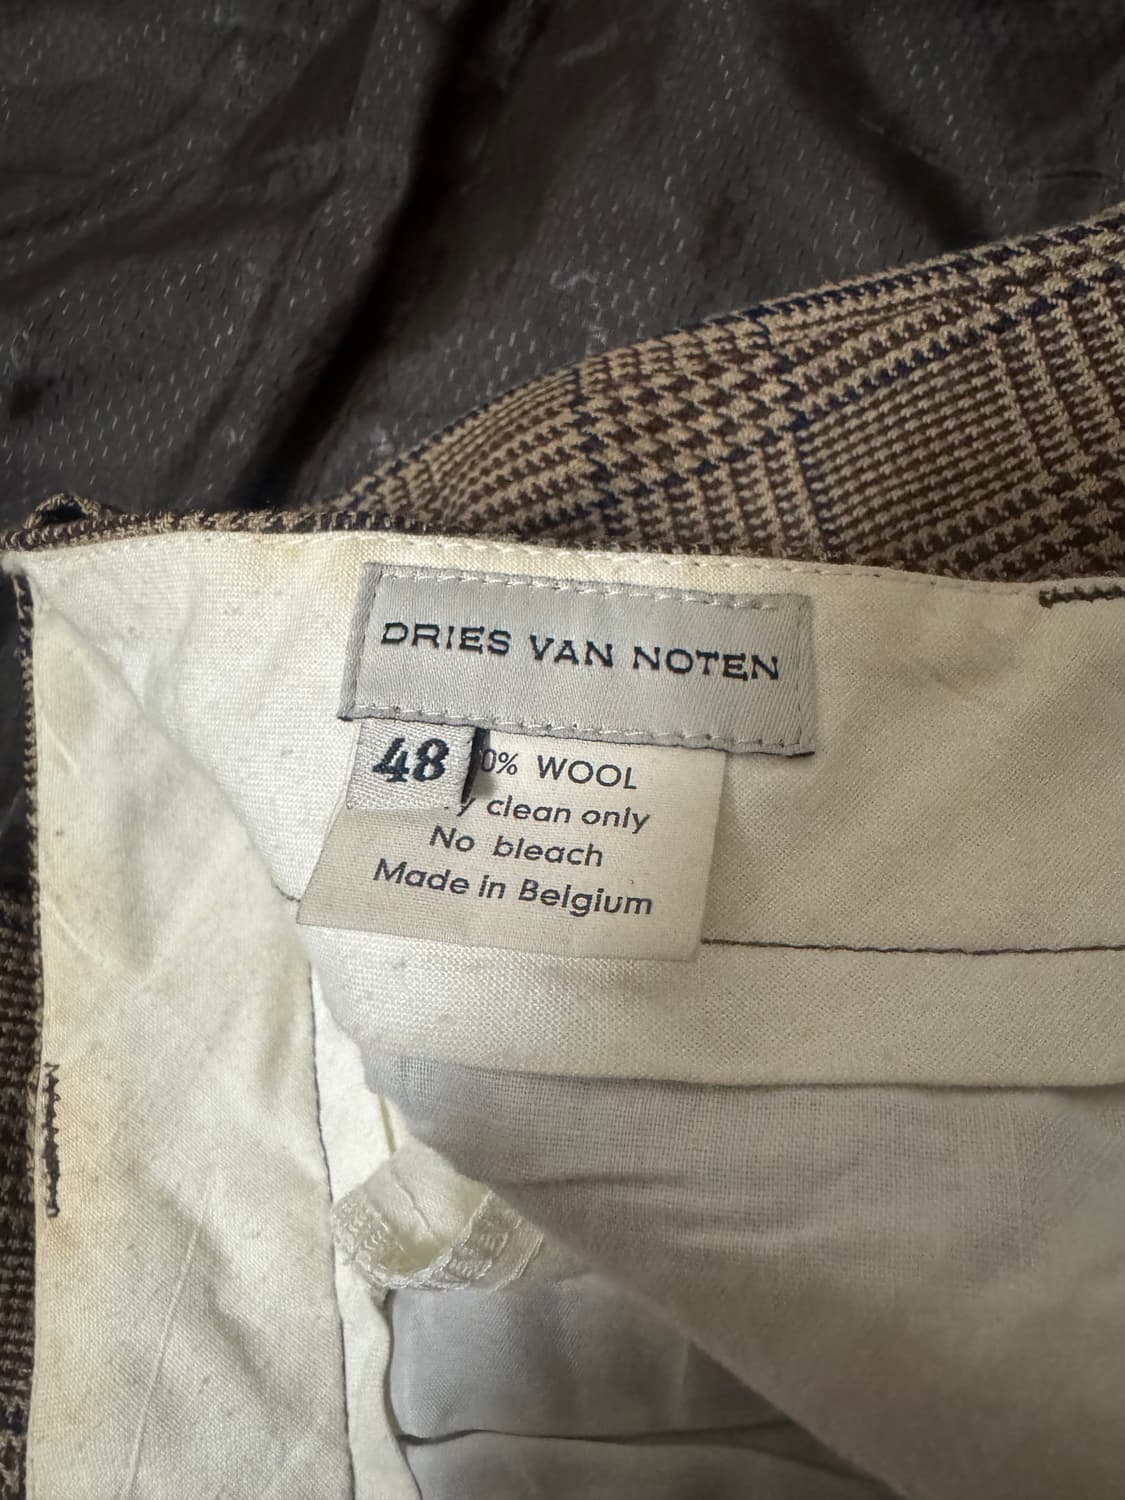 DRIES VAN NOTEN
48
0% WOOL
y clean only
No bleach
Made in Belgium